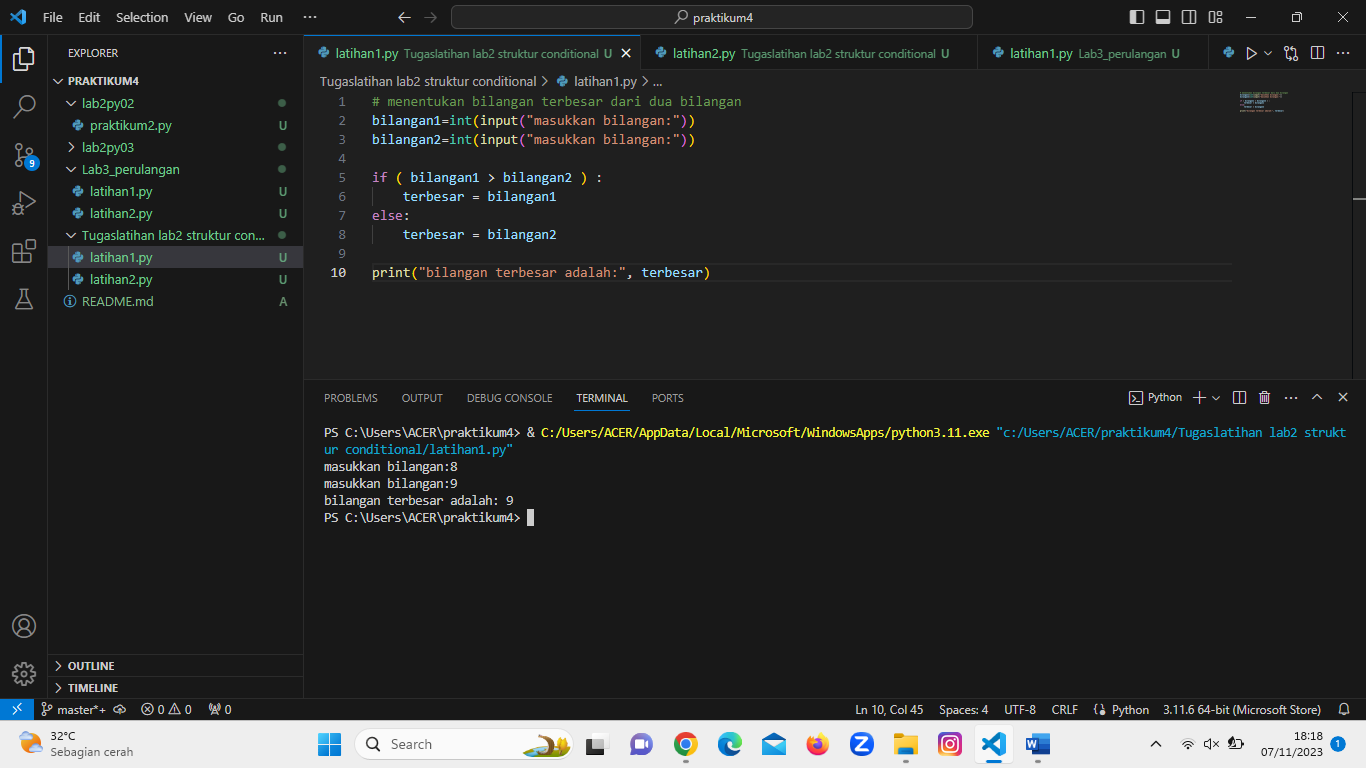 File Edit Selection View Go Run ··· praktikum4
EXPLORER ···
PRAKTIKUM4
lab2py02
praktikum2.py U
lab2py03
Lab3_perulangan
latihan1.py U
latihan2.py U
Tugaslatihan lab2 struktur con...
latihan1.py U
latihan2.py U
README.md A
OUTLINE
TIMELINE
9
latihan1.py Tugaslatihan lab2 struktur conditional U
latihan2.py Tugaslatihan lab2 struktur conditional U
latihan1.py Lab3_perulangan U
Tugaslatihan lab2 struktur conditional > latihan1.py > ...
1 # menentukan bilangan terbesar dari dua bilangan
2 bilangan1=int(input("masukkan bilangan:"))
3 bilangan2=int(input("masukkan bilangan:"))
4
5 if ( bilangan1 > bilangan2 ) :
6 terbesar = bilangan1
7 else:
8 terbesar = bilangan2
9
10 print("bilangan terbesar adalah:", terbesar)
PROBLEMS OUTPUT DEBUG CONSOLE TERMINAL PORTS Python
PS C:\Users\ACER\praktikum4> & C:/Users/ACER/AppData/Local/Microsoft/WindowsApps/python3.11.exe "c:/Users/ACER/praktikum4/Tugaslatihan lab2 strukt
ur conditional/latihan1.py"
masukkan bilangan:8
masukkan bilangan:9
bilangan terbesar adalah: 9
PS C:\Users\ACER\praktikum4>
master*+ 0 0 0 Ln 10, Col 45 Spaces: 4 UTF-8 CRLF Python 3.11.6 64-bit (Microsoft Store)
32°C
Sebagian cerah
Search
18:18
07/11/2023
1